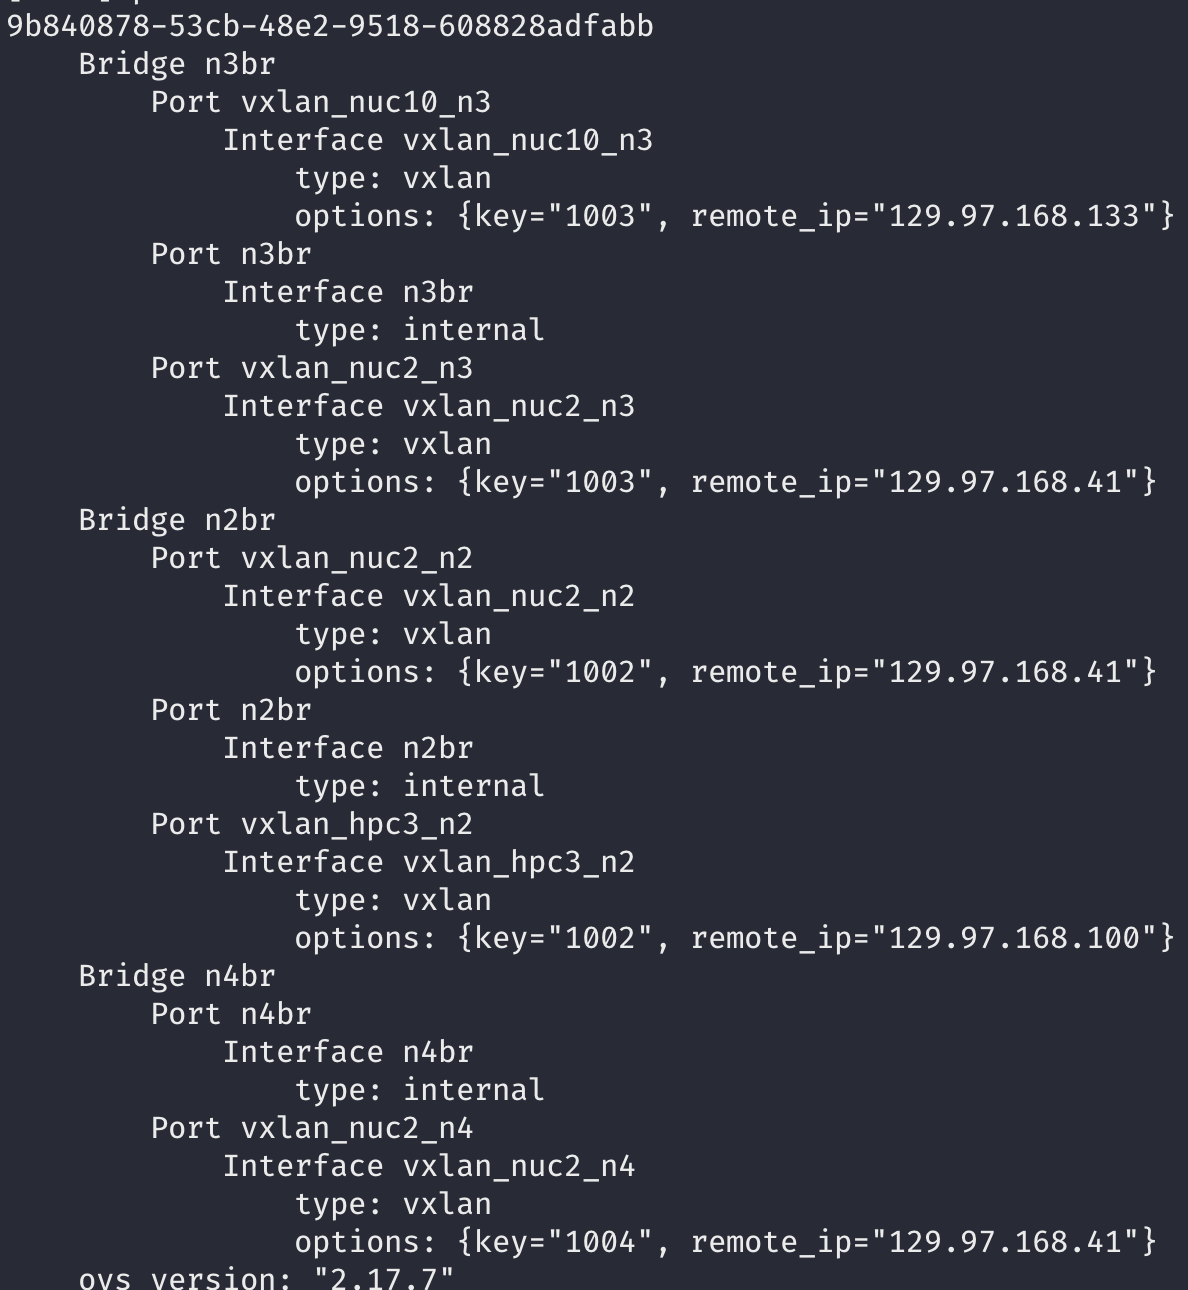 9b840878-53cb-48e2-9518-608828adfabb
Bridge n3br
Port vxlan_nuc10_n3
Interface vxlan_nuc10_n3
type: vxlan
options: {key="1003", remote_ip="129.97.168.133"}
Port n3br
Interface n3br
type: internal
Port vxlan_nuc2_n3
Interface vxlan_nuc2_n3
type: vxlan
options: {key="1003", remote_ip="129.97.168.41"}
Bridge n2br
Port vxlan_nuc2_n2
Interface vxlan_nuc2_n2
type: vxlan
options: {key="1002", remote_ip="129.97.168.41"}
Port n2br
Interface n2br
type: internal
Port vxlan_hpc3_n2
Interface vxlan_hpc3_n2
type: vxlan
options: {key="1002", remote_ip="129.97.168.100"}
Bridge n4br
Port n4br
Interface n4br
type: internal
Port vxlan_nuc2_n4
Interface vxlan_nuc2_n4
type: vxlan
options: {key="1004", remote_ip="129.97.168.41"}
ovs_version: "2.17.7"